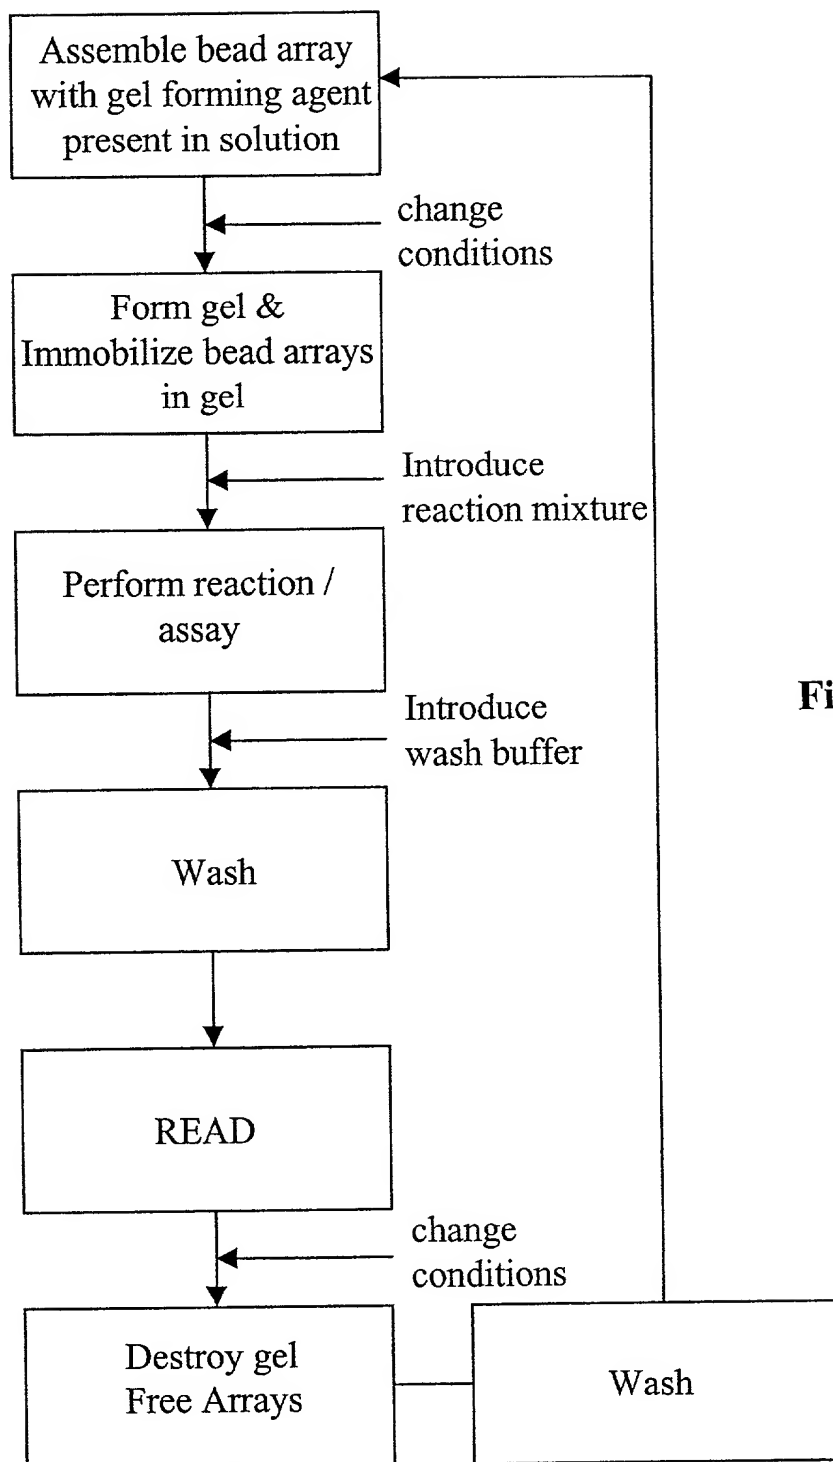 Assemble bead array
with gel forming agent
present in solution
change
conditions
Form gel &
Immobilize bead arrays
in gel
Introduce
reaction mixture
Perform reaction /
assay
Fi
Introduce
wash buffer
Wash
READ
change
conditions
Destroy gel
Free Arrays
Wash